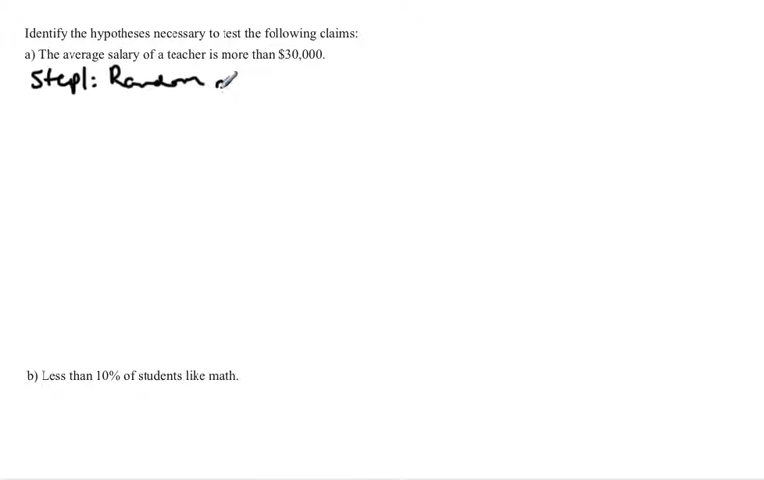 Identify the hypotheses necessary to test the following claims:
a) The average salary of a teacher is more than $30,000.
Step1: Random
b) Less than 10% of students like math.